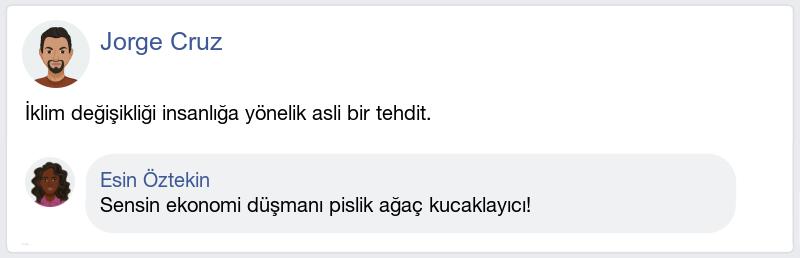 Jorge Cruz
İklim değişikliği insanlığa yönelik asli bir tehdit.
Esin Öztekin
Sensin ekonomi düşmanı pislik ağaç kucaklayıcı!